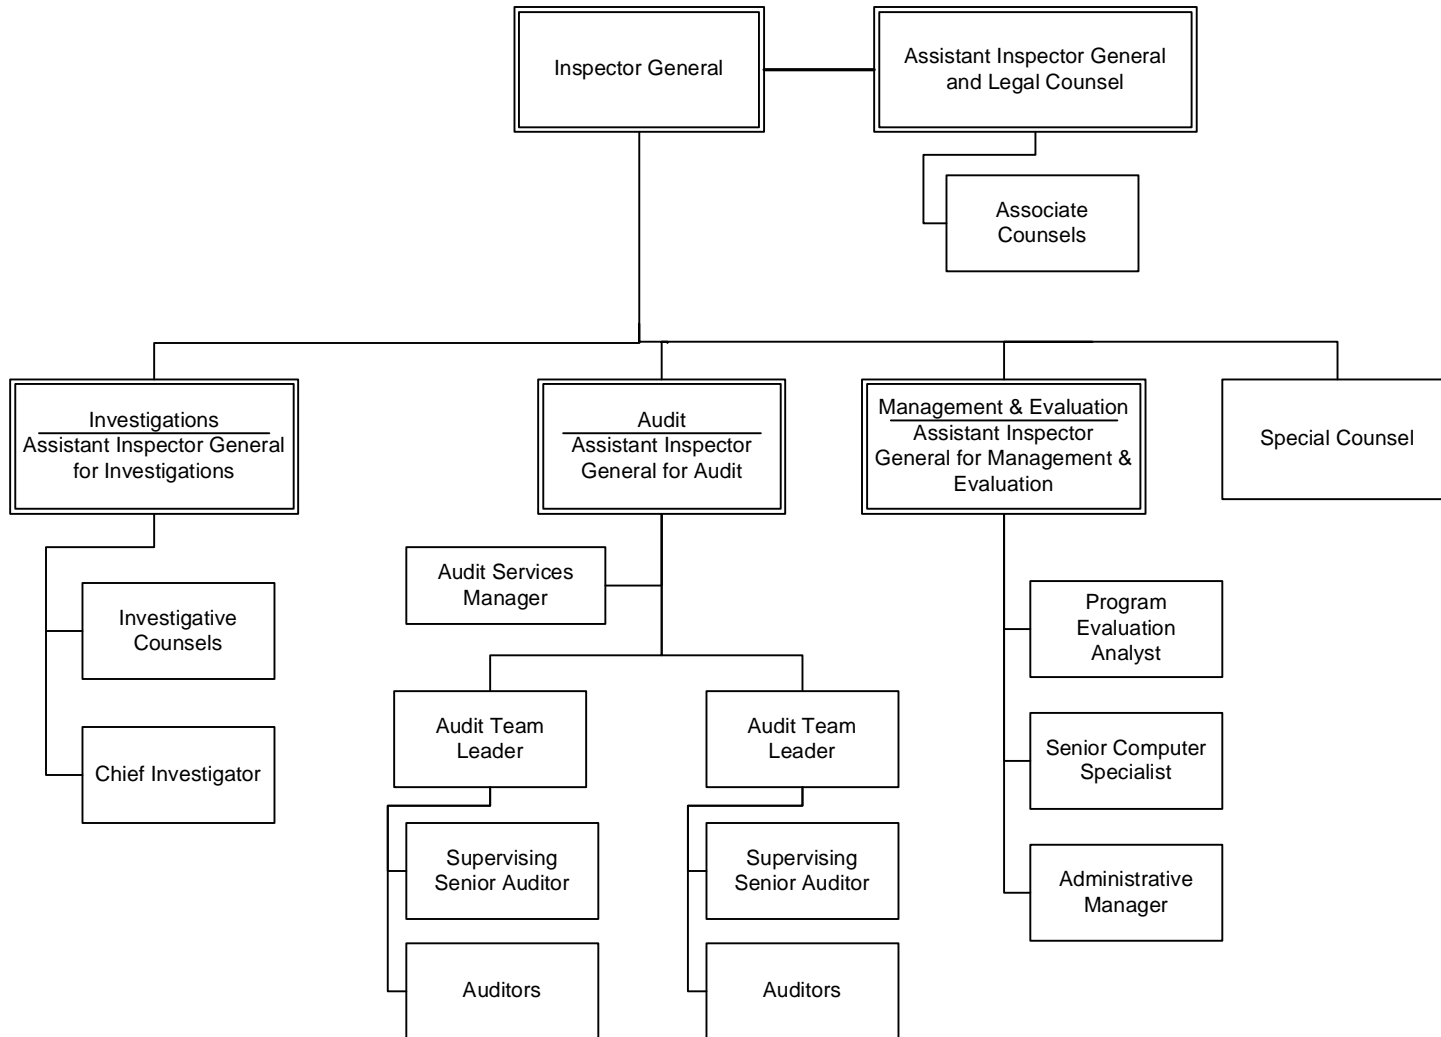 Inspector General
Assistant Inspector General
and Legal Counsel
Associate
Counsels
Investigations
Assistant Inspector General
for Investigations
Audit
Assistant Inspector
General for Audit
Management & Evaluation
Assistant Inspector
General for Management &
Evaluation
Special Counsel
Investigative
Counsels
Chief Investigator
Audit Services
Manager
Audit Team
Leader
Supervising
Senior Auditor
Auditors
Audit Team
Leader
Supervising
Senior Auditor
Auditors
Program
Evaluation
Analyst
Senior Computer
Specialist
Administrative
Manager